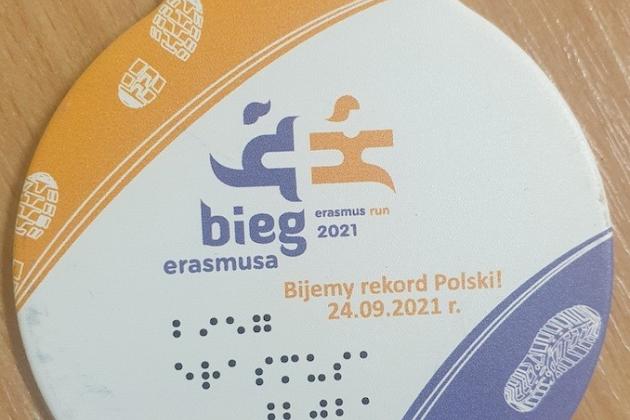 bieg erasmus run
erasmusa 2021
Bijemy rekord Polski!
24.09.2021 r.